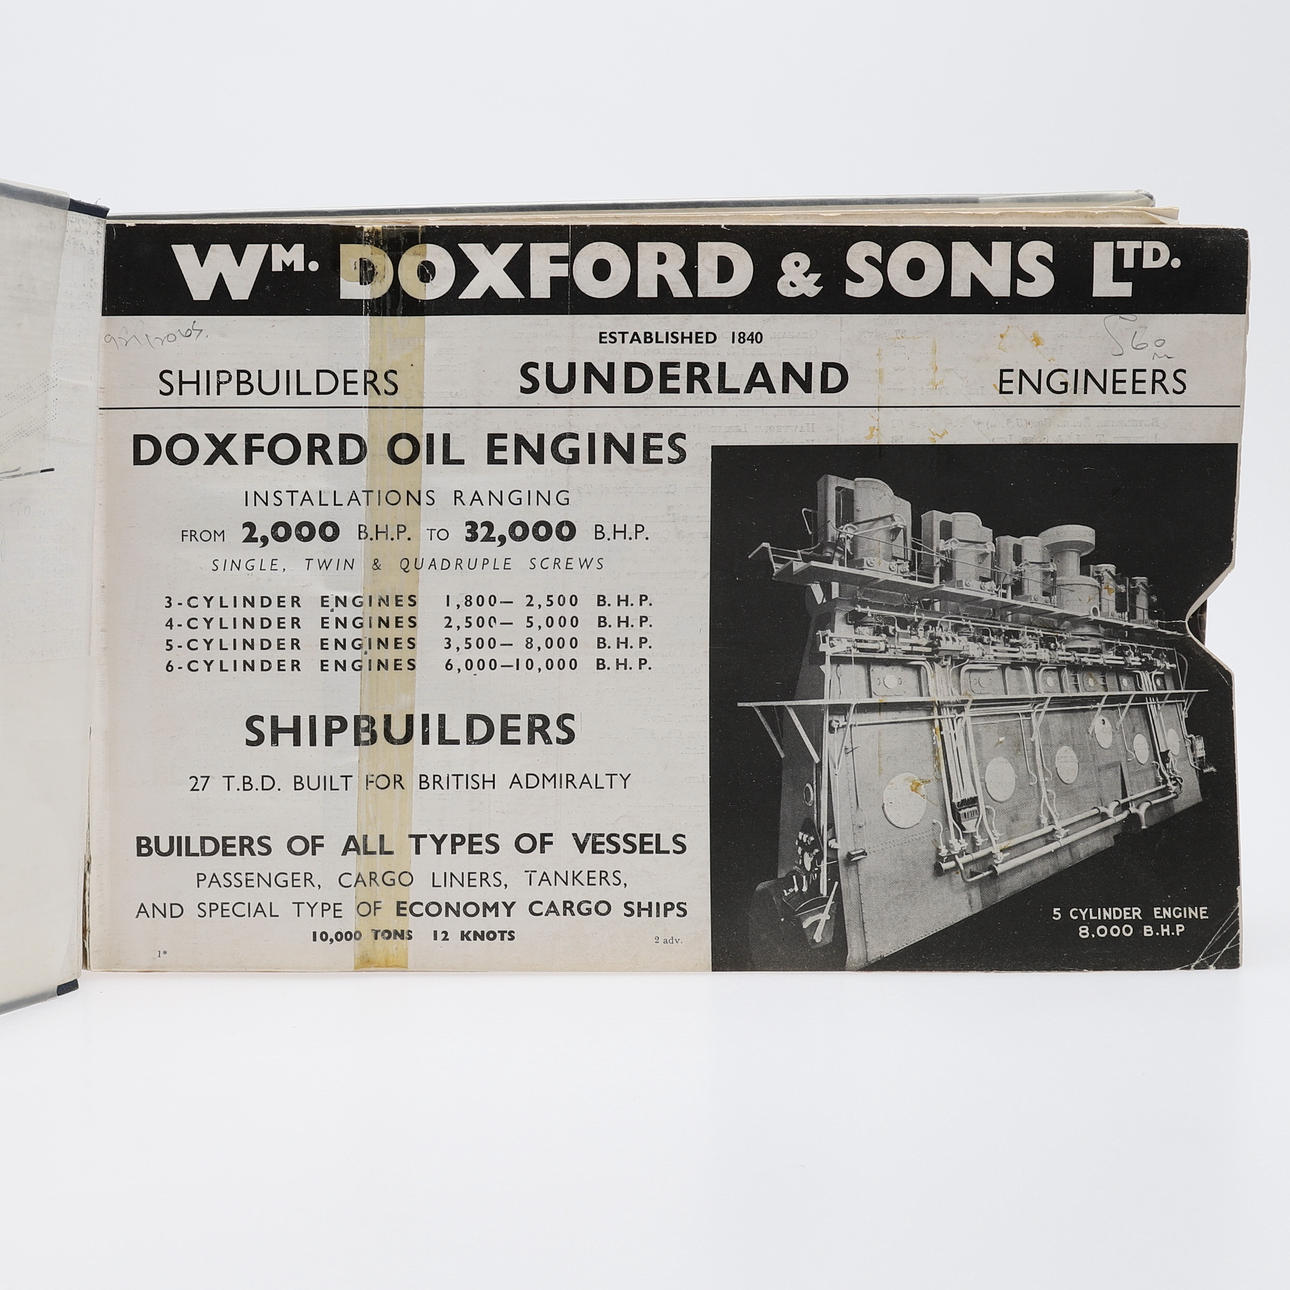 WM. DOXFORD & SONS LTD.
ESTABLISHED 1840
SHIPBUILDERS SUNDERLAND ENGINEERS
DOXFORD OIL ENGINES
INSTALLATIONS RANGING
FROM 2,000 B.H.P. TO 32,000 B.H.P.
SINGLE, TWIN & QUADRUPLE SCREWS
3-CYLINDER ENGINES 1,800— 2,500 B.H.P.
4-CYLINDER ENGINES 2,500— 5,000 B.H.P.
5-CYLINDER ENGINES 3,500— 8,000 B.H.P.
6-CYLINDER ENGINES 6,000—10,000 B.H.P.
SHIPBUILDERS
27 T.B.D. BUILT FOR BRITISH ADMIRALTY
BUILDERS OF ALL TYPES OF VESSELS
PASSENGER, CARGO LINERS, TANKERS,
AND SPECIAL TYPE OF ECONOMY CARGO SHIPS
10,000 TONS 12 KNOTS
1*
2 adv.
5 CYLINDER ENGINE
8,000 B.H.P